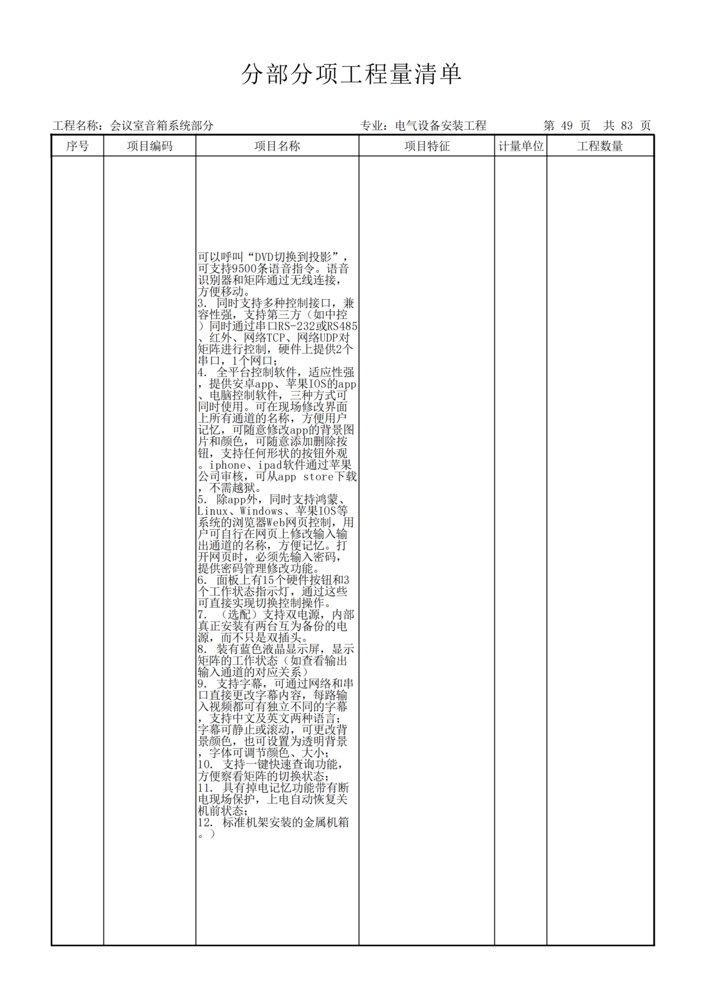 分部分项工程量清单
工程名称：会议室音箱系统部分 专业：电气设备安装工程 第 49 页 共 83 页
序号 项目编码 项目名称 项目特征 计量单位 工程数量
可以呼叫“DVD切换到投影”，
可支持9500条语音指令。语音
识别器和矩阵通过无线连接，
方便移动。
3. 同时支持多种控制接口，兼
容性强，支持第三方（如中控
）同时通过串口RS-232或RS485
、红外、网络TCP、网络UDP对
矩阵进行控制，硬件上提供2个
串口，1个网口；
4. 全平台控制软件，适应性强
，提供安卓app、苹果IOS的app
、电脑控制软件，三种方式可
同时使用。可在现场修改界面
上所有通道的名称，方便用户
记忆，可随意修改app的背景图
片和颜色，可随意添加删除按
钮，支持任何形状的按钮外观
。iphone、ipad软件通过苹果
公司审核，可从app store下载
，不需越狱。
5. 除app外，同时支持鸿蒙、
Linux、Windows、苹果IOS等
系统的浏览器Web网页控制，用
户可自行在网页上修改输入输
出通道的名称，方便记忆。打
开网页时，必须先输入密码，
提供密码管理修改功能。
6. 面板上有15个硬件按钮和3
个工作状态指示灯，通过这些
可直接实现切换控制操作。
7. （选配）支持双电源，内部
真正安装有两台互为备份的电
源，而不只是双插头。
8. 装有蓝色液晶显示屏，显示
矩阵的工作状态（如查看输出
输入通道的对应关系）
9. 支持字幕，可通过网络和串
口直接更改字幕内容，每路输
入视频都可有独立不同的字幕
，支持中文及英文两种语言；
字幕可静止或滚动，可更改背
景颜色，也可设置为透明背景
，字体可调节颜色、大小；
10. 支持一键快速查询功能，
方便察看矩阵的切换状态；
11. 具有掉电记忆功能带有断
电现场保护，上电自动恢复关
机前状态；
12. 标准机架安装的金属机箱
。）